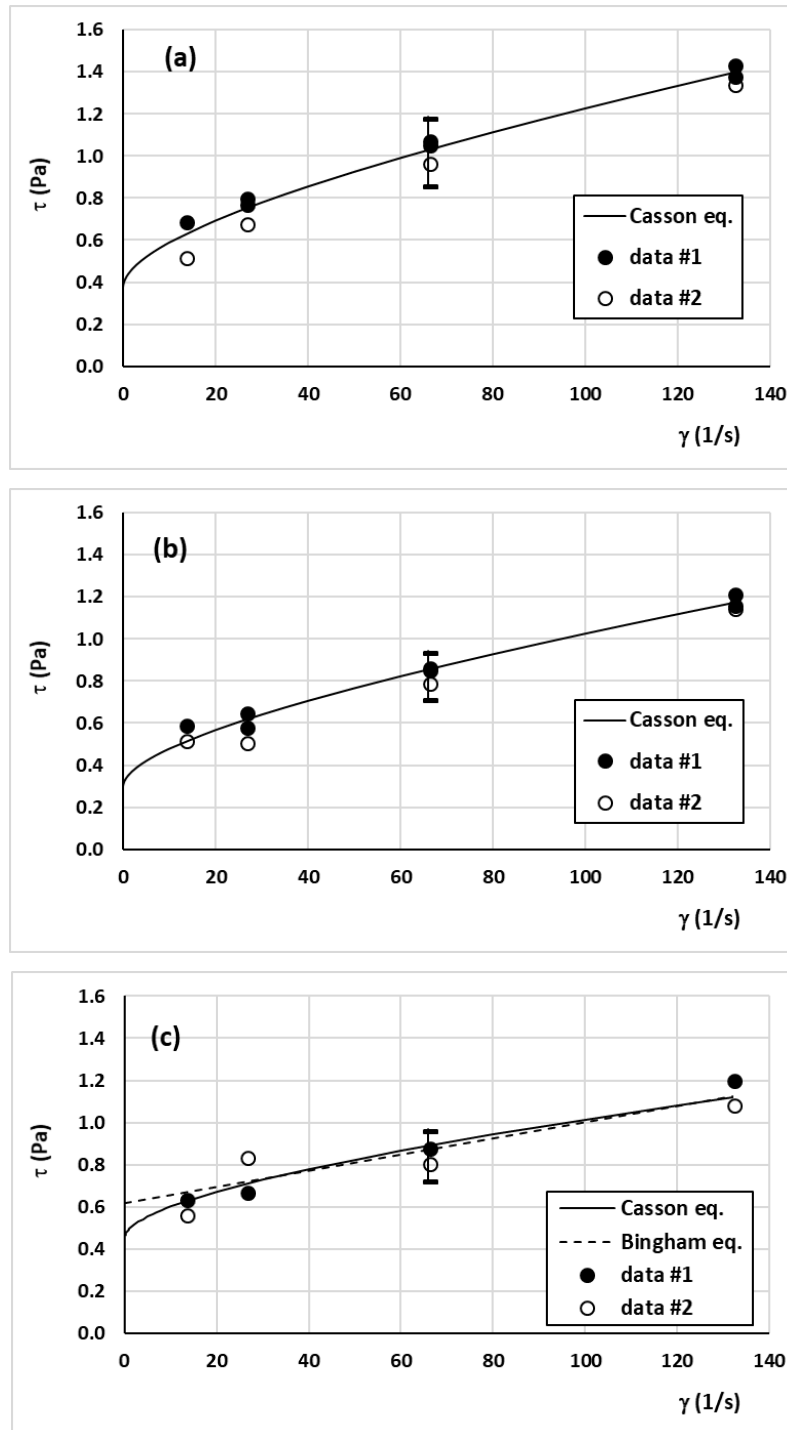 (a)
1.6
1.4
1.2
1.0
0.8
0.6
0.4
0.2
0.0
τ (Pa)
0 20 40 60 80 100 120 140
γ (1/s)
Casson eq.
data #1
data #2
(b)
1.6
1.4
1.2
1.0
0.8
0.6
0.4
0.2
0.0
τ (Pa)
0 20 40 60 80 100 120 140
γ (1/s)
Casson eq.
data #1
data #2
(c)
1.6
1.4
1.2
1.0
0.8
0.6
0.4
0.2
0.0
τ (Pa)
0 20 40 60 80 100 120 140
γ (1/s)
Casson eq.
Bingham eq.
data #1
data #2